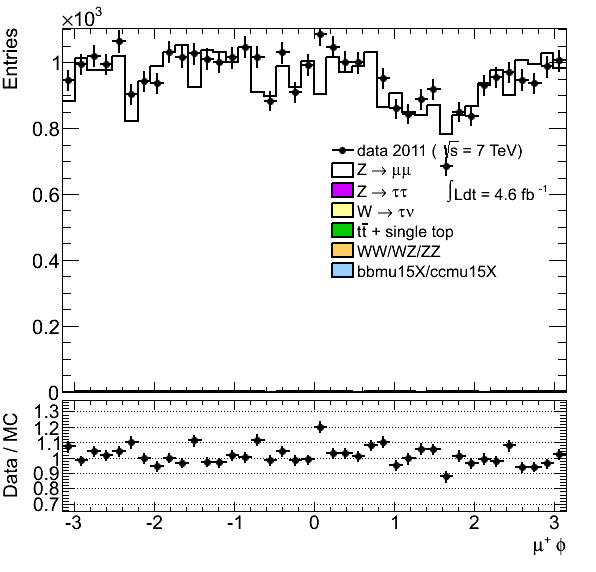 ×10³
Entries
1
0.8
0.6
0.4
0.2
0
data 2011 ( √s = 7 TeV)
Z → μμ
∫Ldt = 4.6 fb⁻¹
Z → ττ
W → τν
tt̄ + single top
WW/WZ/ZZ
bbmu15X/ccmu15X
Data / MC
1.3
1.2
1.1
1
0.9
0.8
0.7
-3 -2 -1 0 1 2 3
μ⁺ ϕ